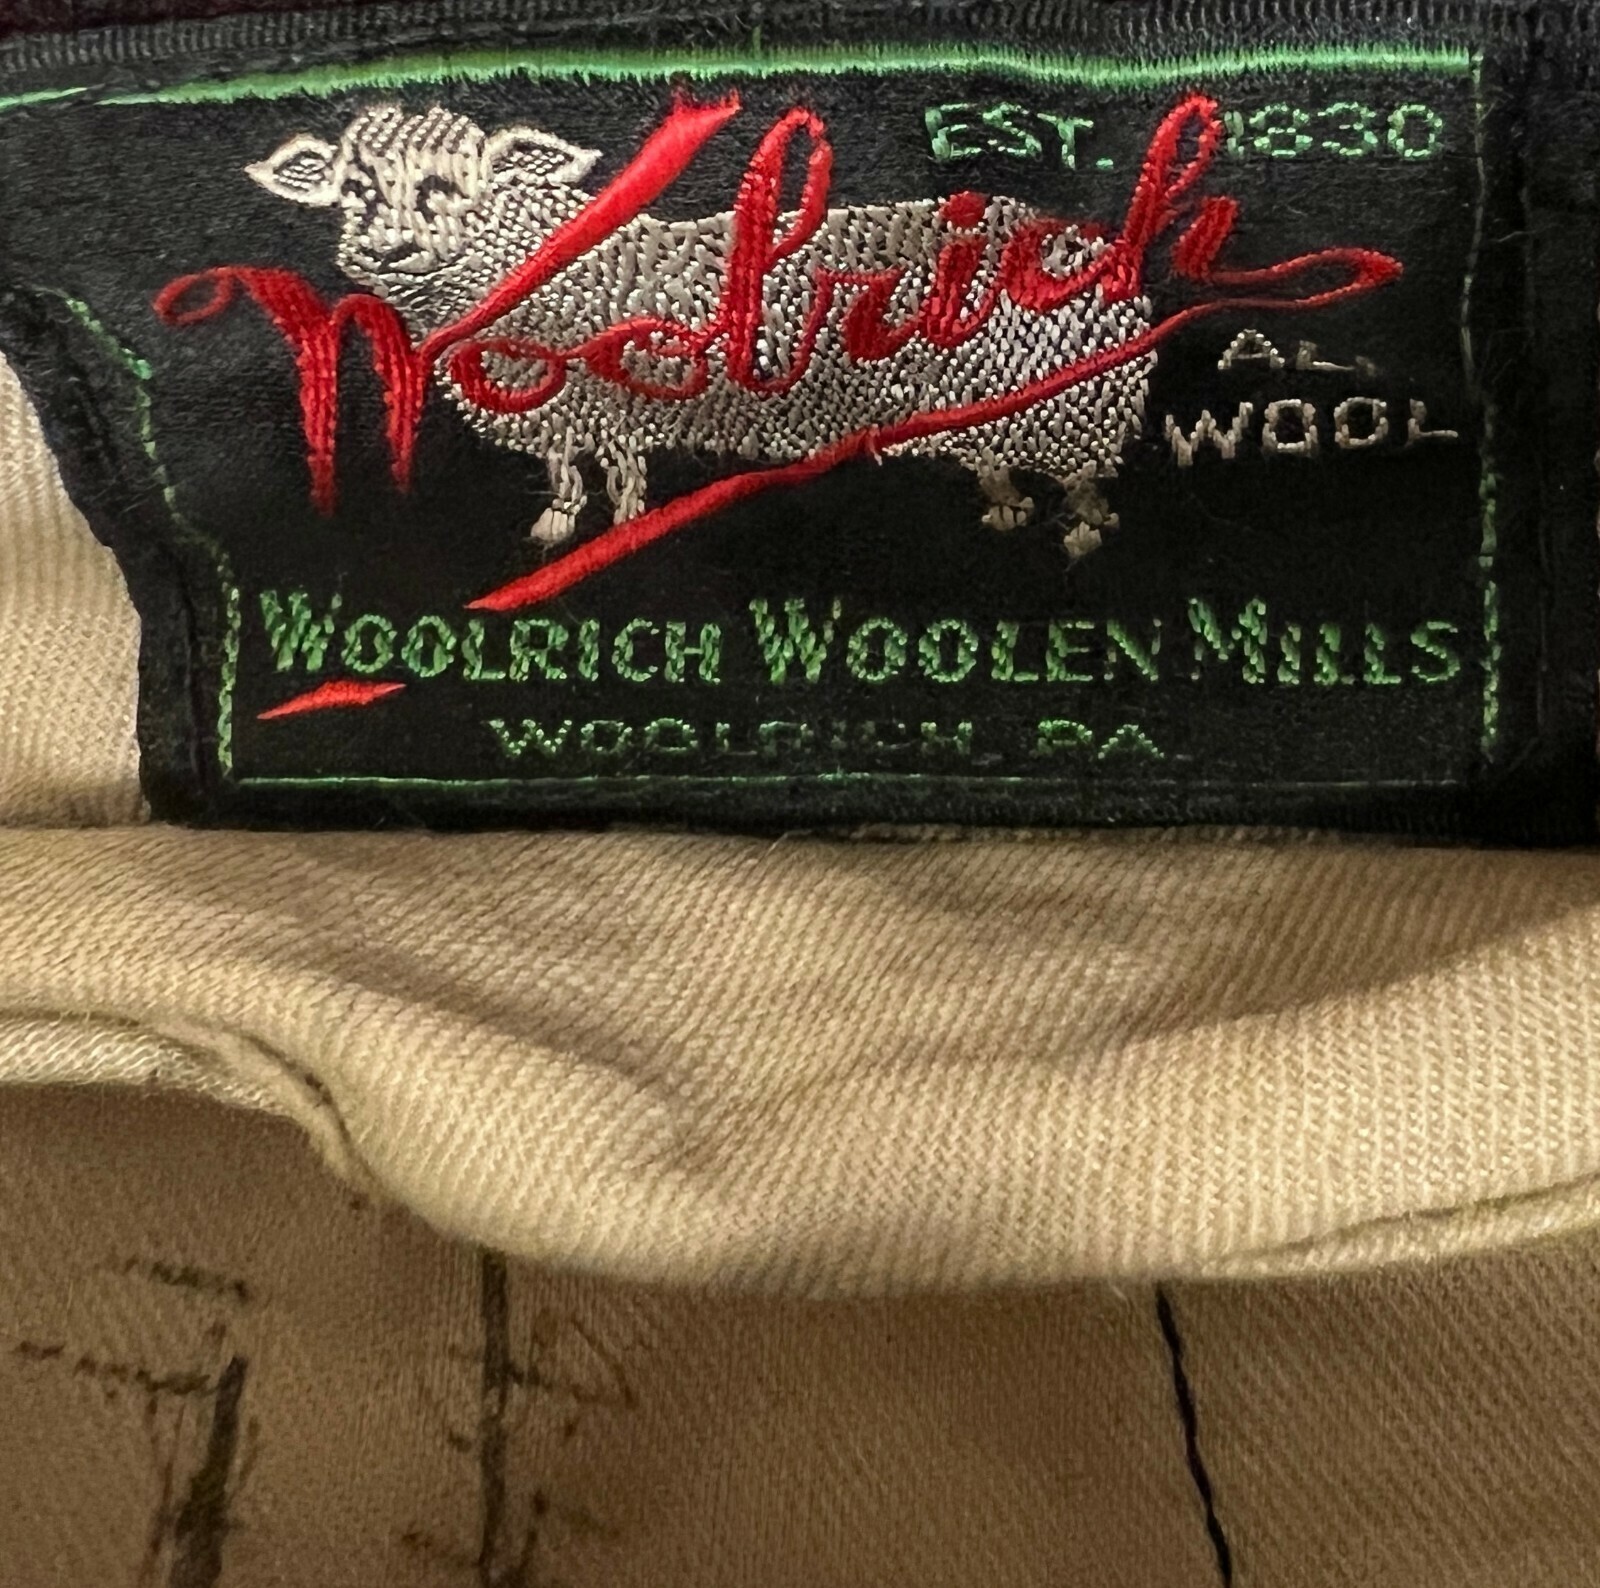 EST. 1830
Woolrich
ALL
WOOL
WOOLRICH WOOLEN MILLS
WOOLRICH, PA.